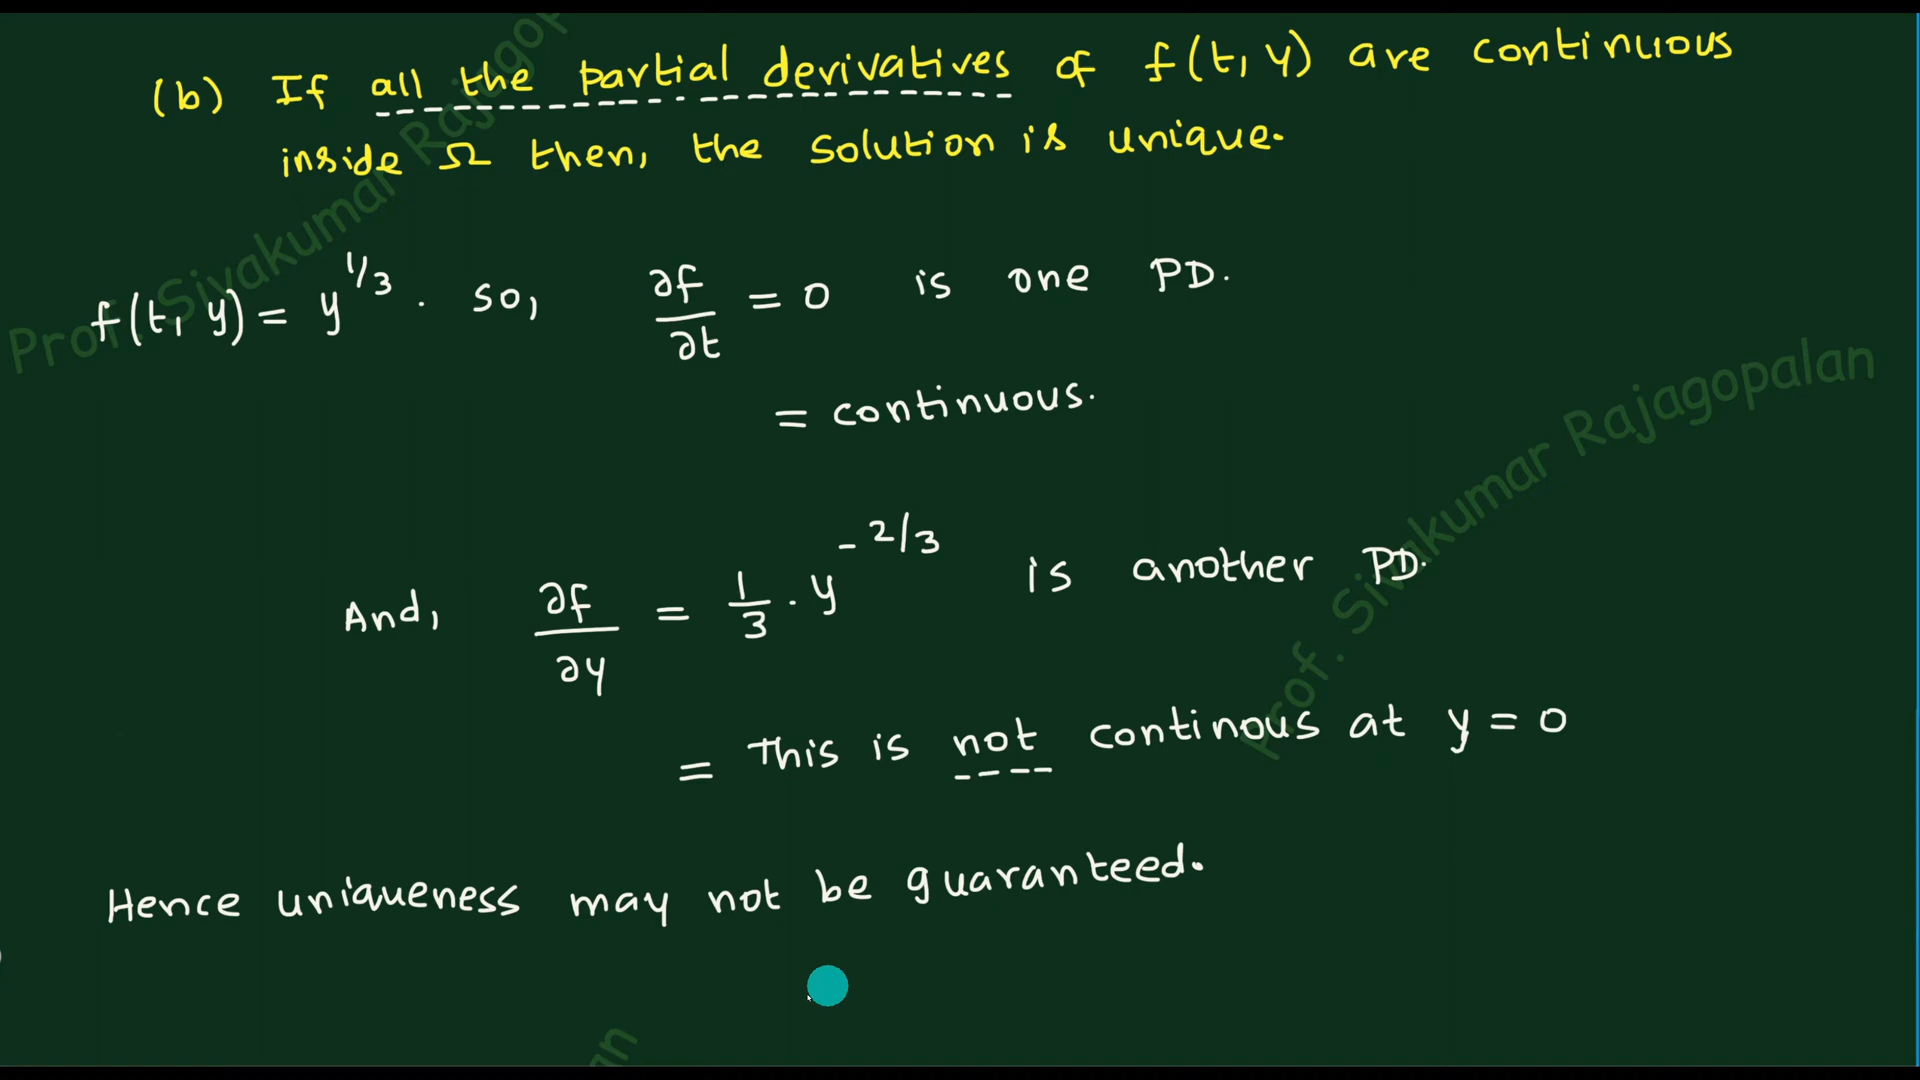 (b) If all the partial derivatives of f(t, y) are continuous
inside Ω then, the solution is unique.
f(t, y) = y^{1/3}. so, ∂f/∂t = 0 is one PD.
= continuous.
And, ∂f/∂y = 1/3 · y^{-2/3} is another PD.
= This is not continous at y = 0
Hence uniqueness may not be guaranteed.
Prof. Sivakumar Rajagop
Prof. Sivakumar Rajagopalan
an